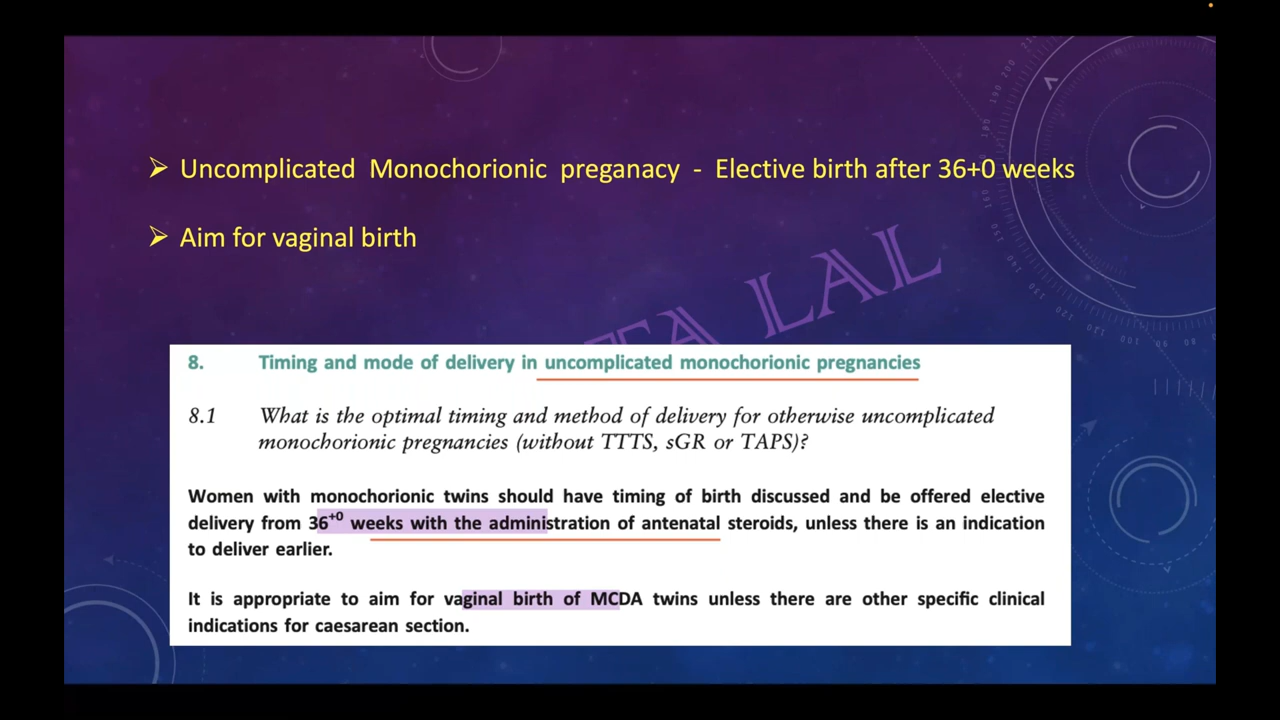 ➢ Uncomplicated Monochorionic preganacy - Elective birth after 36+0 weeks
➢ Aim for vaginal birth
LAL
8. Timing and mode of delivery in uncomplicated monochorionic pregnancies
8.1 What is the optimal timing and method of delivery for otherwise uncomplicated
monochorionic pregnancies (without TTTS, sGR or TAPS)?
Women with monochorionic twins should have timing of birth discussed and be offered elective
delivery from 36⁺⁰ weeks with the administration of antenatal steroids, unless there is an indication
to deliver earlier.
It is appropriate to aim for vaginal birth of MCDA twins unless there are other specific clinical
indications for caesarean section.